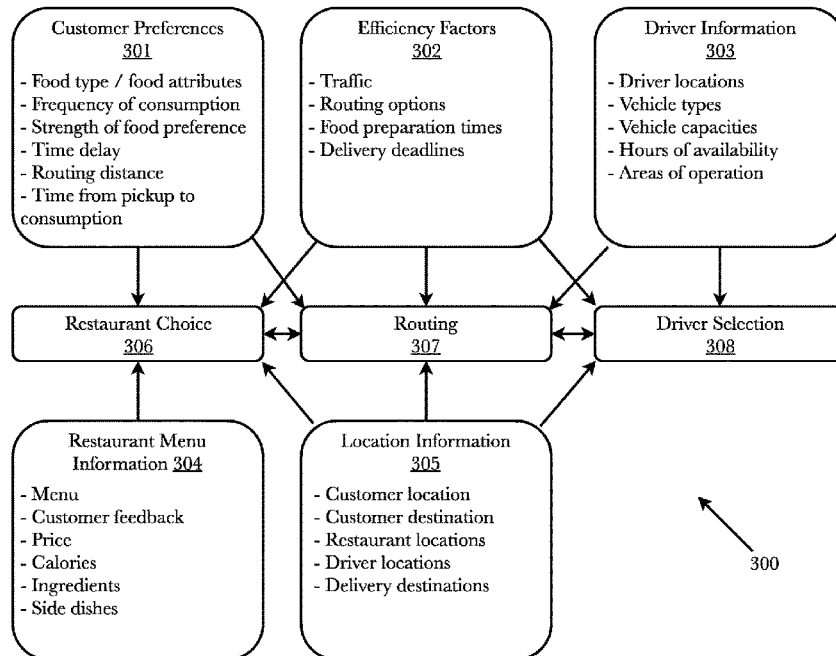 Customer Preferences
301
- Food type / food attributes
- Frequency of consumption
- Strength of food preference
- Time delay
- Routing distance
- Time from pickup to
consumption
Efficiency Factors
302
- Traffic
- Routing options
- Food preparation times
- Delivery deadlines
Driver Information
303
- Driver locations
- Vehicle types
- Vehicle capacities
- Hours of availability
- Areas of operation
Restaurant Choice
306
Routing
307
Driver Selection
308
Restaurant Menu
Information 304
- Menu
- Customer feedback
- Price
- Calories
- Ingredients
- Side dishes
Location Information
305
- Customer location
- Customer destination
- Restaurant locations
- Driver locations
- Delivery destinations
300